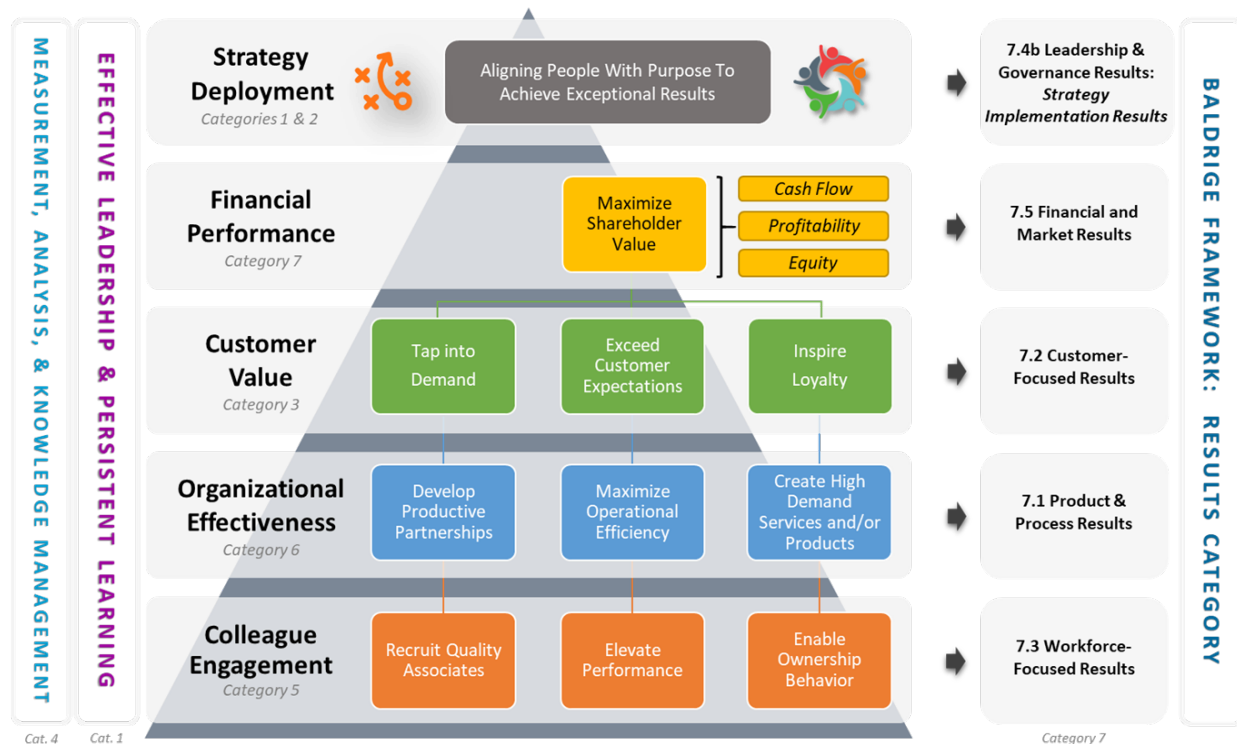 MEASUREMENT, ANALYSIS, & KNOWLEDGE MANAGEMENT
Cat. 4
EFFECTIVE LEADERSHIP & PERSISTENT LEARNING
Cat. 1
Strategy
Deployment
Categories 1 & 2
Aligning People With Purpose To
Achieve Exceptional Results
7.4b Leadership &
Governance Results:
Strategy
Implementation Results
Financial
Performance
Category 7
Maximize
Shareholder
Value
Cash Flow
Profitability
Equity
7.5 Financial and
Market Results
Customer
Value
Category 3
Tap into
Demand
Exceed
Customer
Expectations
Inspire
Loyalty
7.2 Customer-
Focused Results
Organizational
Effectiveness
Category 6
Develop
Productive
Partnerships
Maximize
Operational
Efficiency
Create High
Demand
Services and/or
Products
7.1 Product &
Process Results
Colleague
Engagement
Category 5
Recruit Quality
Associates
Elevate
Performance
Enable
Ownership
Behavior
7.3 Workforce-
Focused Results
BALDRIGE FRAMEWORK: RESULTS CATEGORY
Category 7